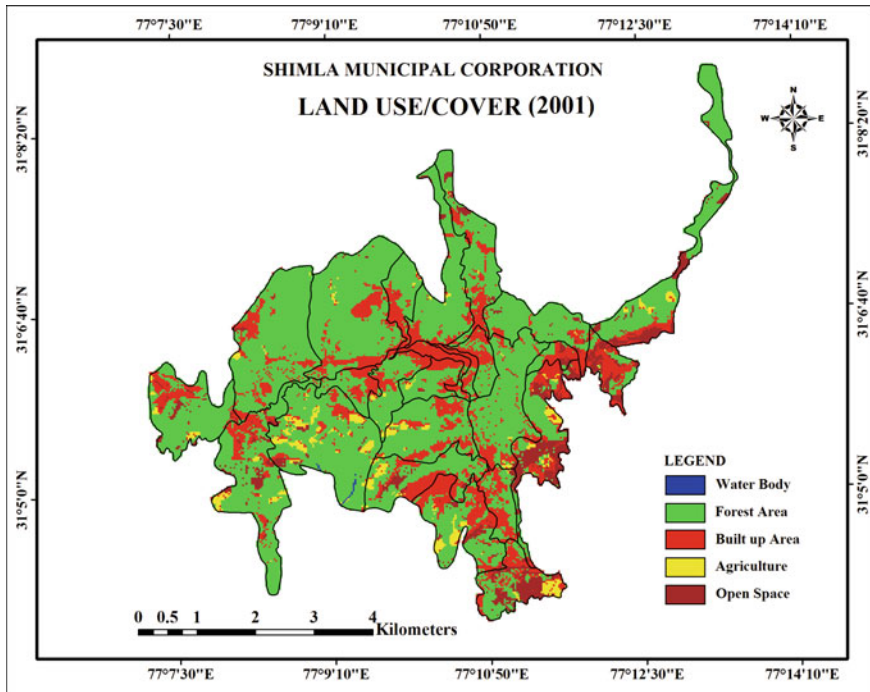 77°7'30"E 77°9'10"E 77°10'50"E 77°12'30"E 77°14'10"E
SHIMLA MUNICIPAL CORPORATION
LAND USE/COVER (2001)
N
W E
S
31°8'20"N 31°8'20"N
31°6'40"N 31°6'40"N
31°5'0"N 31°5'0"N
LEGEND
Water Body
Forest Area
Built up Area
Agriculture
Open Space
0 0.5 1 2 3 4
Kilometers
77°7'30"E 77°9'10"E 77°10'50"E 77°12'30"E 77°14'10"E